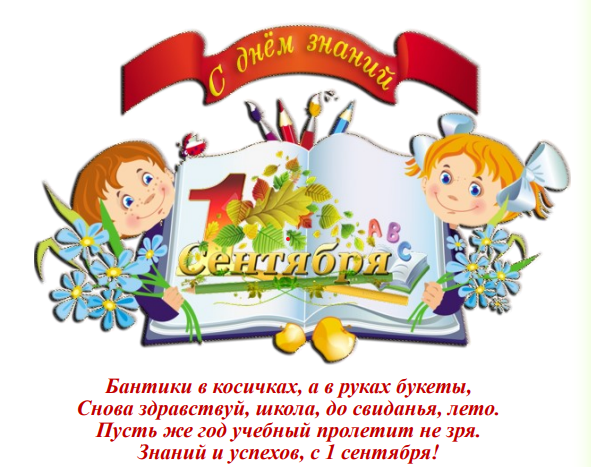 С днём знаний
1
Сентября
АВС
Бантики в косичках, а в руках букеты,
Снова здравствуй, школа, до свиданья, лето.
Пусть же год учебный пролетит не зря.
Знаний и успехов, с 1 сентября!